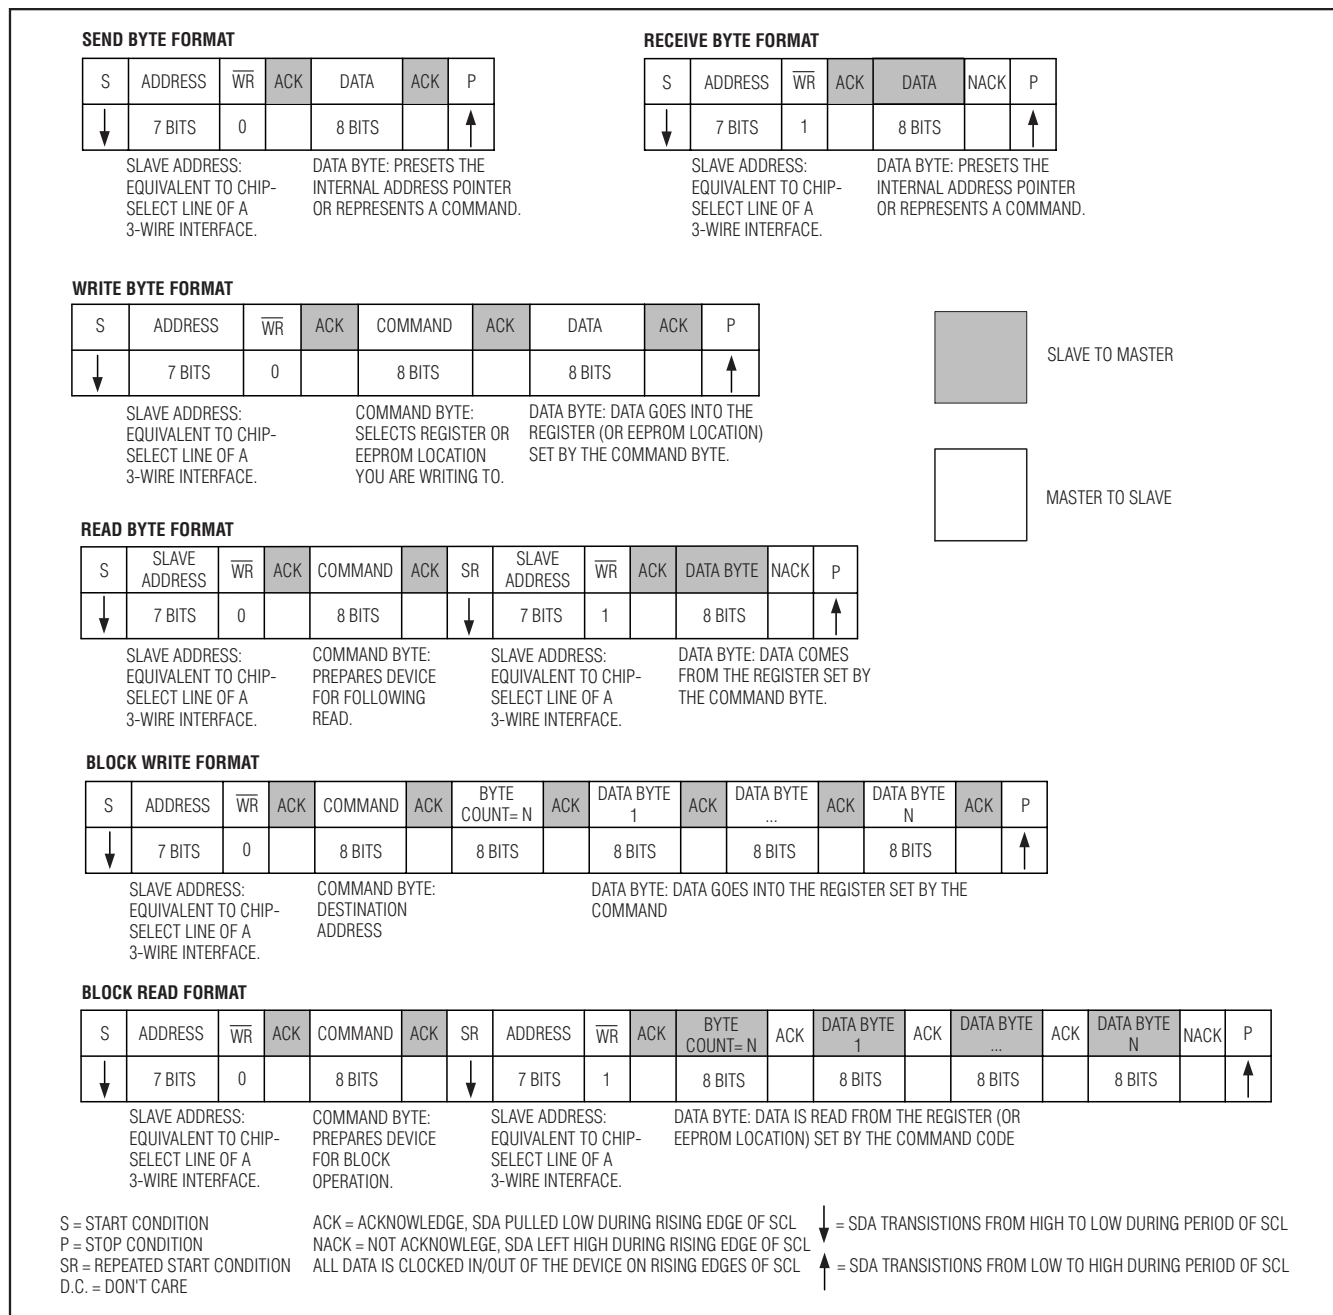 SEND BYTE FORMAT
S ADDRESS WR ACK DATA ACK P
7 BITS 0 8 BITS
SLAVE ADDRESS:
EQUIVALENT TO CHIP-
SELECT LINE OF A
3-WIRE INTERFACE.
DATA BYTE: PRESETS THE
INTERNAL ADDRESS POINTER
OR REPRESENTS A COMMAND.
RECEIVE BYTE FORMAT
S ADDRESS WR ACK DATA NACK P
7 BITS 1 8 BITS
SLAVE ADDRESS:
EQUIVALENT TO CHIP-
SELECT LINE OF A
3-WIRE INTERFACE.
DATA BYTE: PRESETS THE
INTERNAL ADDRESS POINTER
OR REPRESENTS A COMMAND.
WRITE BYTE FORMAT
S ADDRESS WR ACK COMMAND ACK DATA ACK P
7 BITS 0 8 BITS 8 BITS
SLAVE ADDRESS:
EQUIVALENT TO CHIP-
SELECT LINE OF A
3-WIRE INTERFACE.
COMMAND BYTE:
SELECTS REGISTER OR
EEPROM LOCATION
YOU ARE WRITING TO.
DATA BYTE: DATA GOES INTO THE
REGISTER (OR EEPROM LOCATION)
SET BY THE COMMAND BYTE.
SLAVE TO MASTER
MASTER TO SLAVE
READ BYTE FORMAT
S SLAVE ADDRESS WR ACK COMMAND ACK SR SLAVE ADDRESS WR ACK DATA BYTE NACK P
7 BITS 0 8 BITS 7 BITS 1 8 BITS
SLAVE ADDRESS:
EQUIVALENT TO CHIP-
SELECT LINE OF A
3-WIRE INTERFACE.
COMMAND BYTE:
PREPARES DEVICE
FOR FOLLOWING
READ.
SLAVE ADDRESS:
EQUIVALENT TO CHIP-
SELECT LINE OF A
3-WIRE INTERFACE.
DATA BYTE: DATA COMES
FROM THE REGISTER SET BY
THE COMMAND BYTE.
BLOCK WRITE FORMAT
S ADDRESS WR ACK COMMAND ACK BYTE COUNT= N ACK DATA BYTE 1 ACK DATA BYTE ... ACK DATA BYTE N ACK P
7 BITS 0 8 BITS 8 BITS 8 BITS 8 BITS 8 BITS
SLAVE ADDRESS:
EQUIVALENT TO CHIP-
SELECT LINE OF A
3-WIRE INTERFACE.
COMMAND BYTE:
DESTINATION
ADDRESS
DATA BYTE: DATA GOES INTO THE REGISTER SET BY THE
COMMAND
BLOCK READ FORMAT
S ADDRESS WR ACK COMMAND ACK SR ADDRESS WR ACK BYTE COUNT= N ACK DATA BYTE 1 ACK DATA BYTE ... ACK DATA BYTE N NACK P
7 BITS 0 8 BITS 7 BITS 1 8 BITS 8 BITS 8 BITS 8 BITS
SLAVE ADDRESS:
EQUIVALENT TO CHIP-
SELECT LINE OF A
3-WIRE INTERFACE.
COMMAND BYTE:
PREPARES DEVICE
FOR BLOCK
OPERATION.
SLAVE ADDRESS:
EQUIVALENT TO CHIP-
SELECT LINE OF A
3-WIRE INTERFACE.
DATA BYTE: DATA IS READ FROM THE REGISTER (OR
EEPROM LOCATION) SET BY THE COMMAND CODE
S = START CONDITION
P = STOP CONDITION
SR = REPEATED START CONDITION
D.C. = DON'T CARE
ACK = ACKNOWLEDGE, SDA PULLED LOW DURING RISING EDGE OF SCL
NACK = NOT ACKNOWLEGE, SDA LEFT HIGH DURING RISING EDGE OF SCL
ALL DATA IS CLOCKED IN/OUT OF THE DEVICE ON RISING EDGES OF SCL
= SDA TRANSISTIONS FROM HIGH TO LOW DURING PERIOD OF SCL
= SDA TRANSISTIONS FROM LOW TO HIGH DURING PERIOD OF SCL